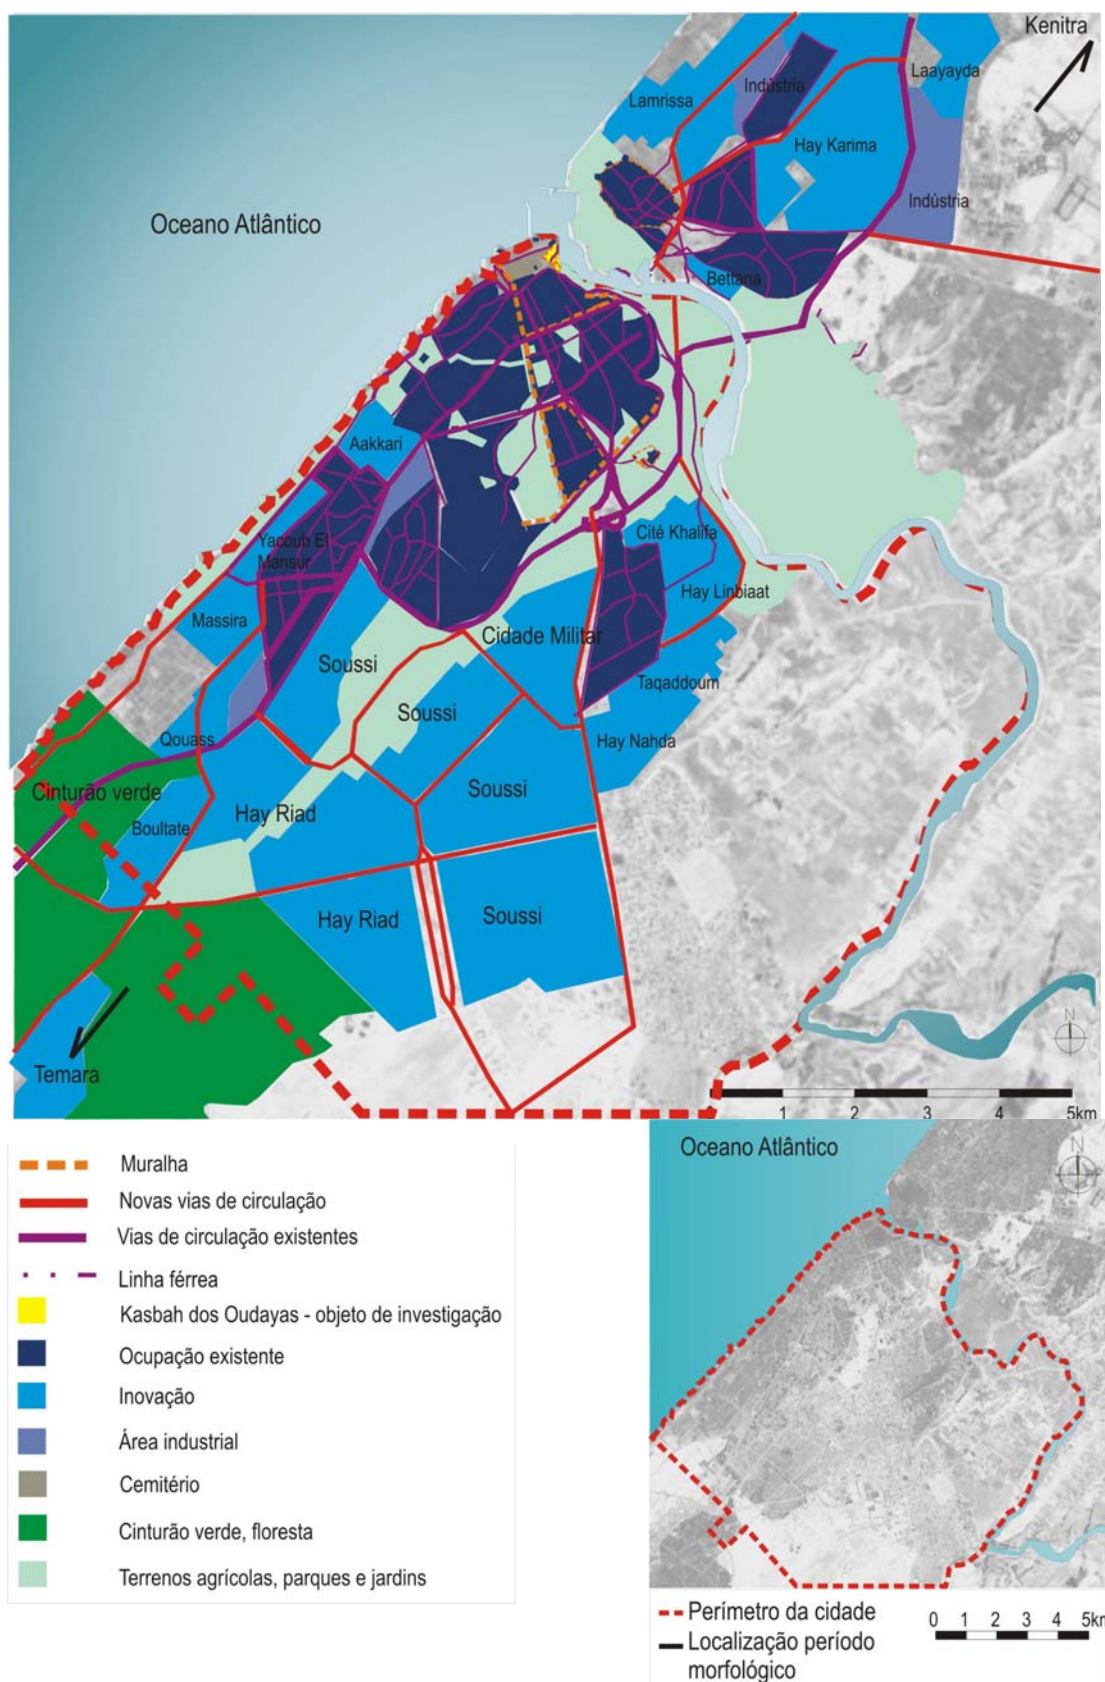 Kenitra
Laayayda
Indústria
Lamrissa
Hay Karima
Indústria
Oceano Atlântico
Bettana
Aakkari
Cité Khalifa
Yacoub El
Mansur
Hay Linbiaat
Massira
Cidade Militar
Soussi
Taqaddoum
Soussi
Qouass
Hay Nahda
Cinturão verde
Soussi
Hay Riad
Boultate
Hay Riad
Soussi
N
Temara
1 2 3 4 5km
Oceano Atlântico
N
Muralha
Novas vias de circulação
Vias de circulação existentes
Linha férrea
Kasbah dos Oudayas - objeto de investigação
Ocupação existente
Inovação
Área industrial
Cemitério
Cinturão verde, floresta
Terrenos agrícolas, parques e jardins
Perímetro da cidade
Localização período
morfológico
0 1 2 3 4 5km